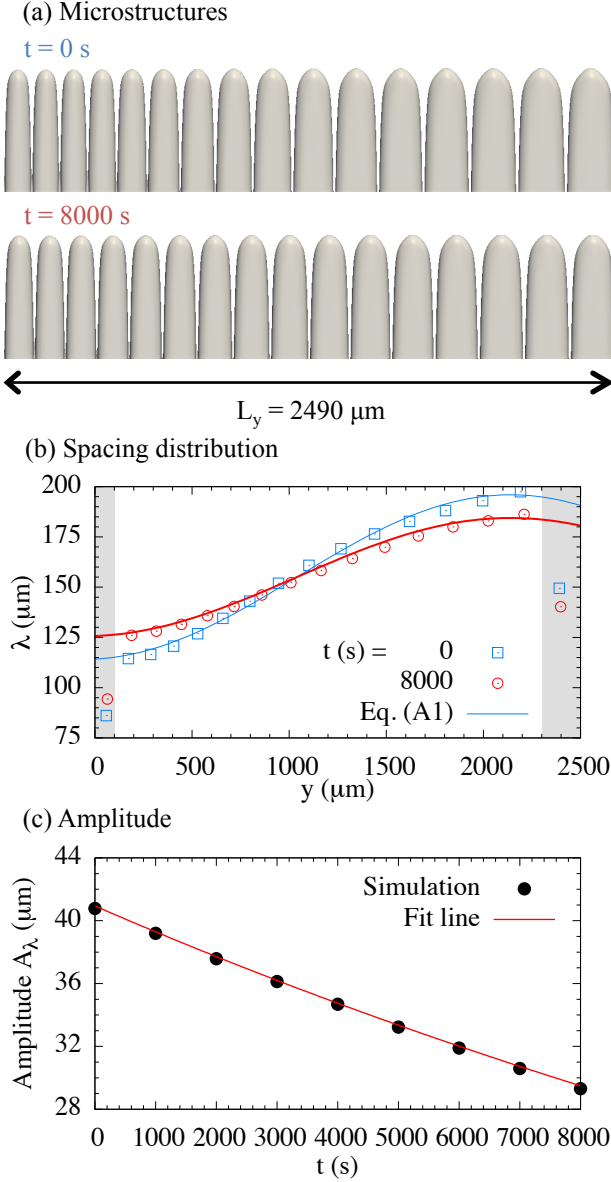 (a) Microstructures
t = 0 s
t = 8000 s
L_y = 2490 μm
(b) Spacing distribution
200
175
150
125
100
75
λ (μm)
t (s) = 0
8000
Eq. (A1)
0 500 1000 1500 2000 2500
y (μm)
(c) Amplitude
44
40
36
32
28
Amplitude A_λ (μm)
Simulation
Fit line
0 1000 2000 3000 4000 5000 6000 7000 8000
t (s)